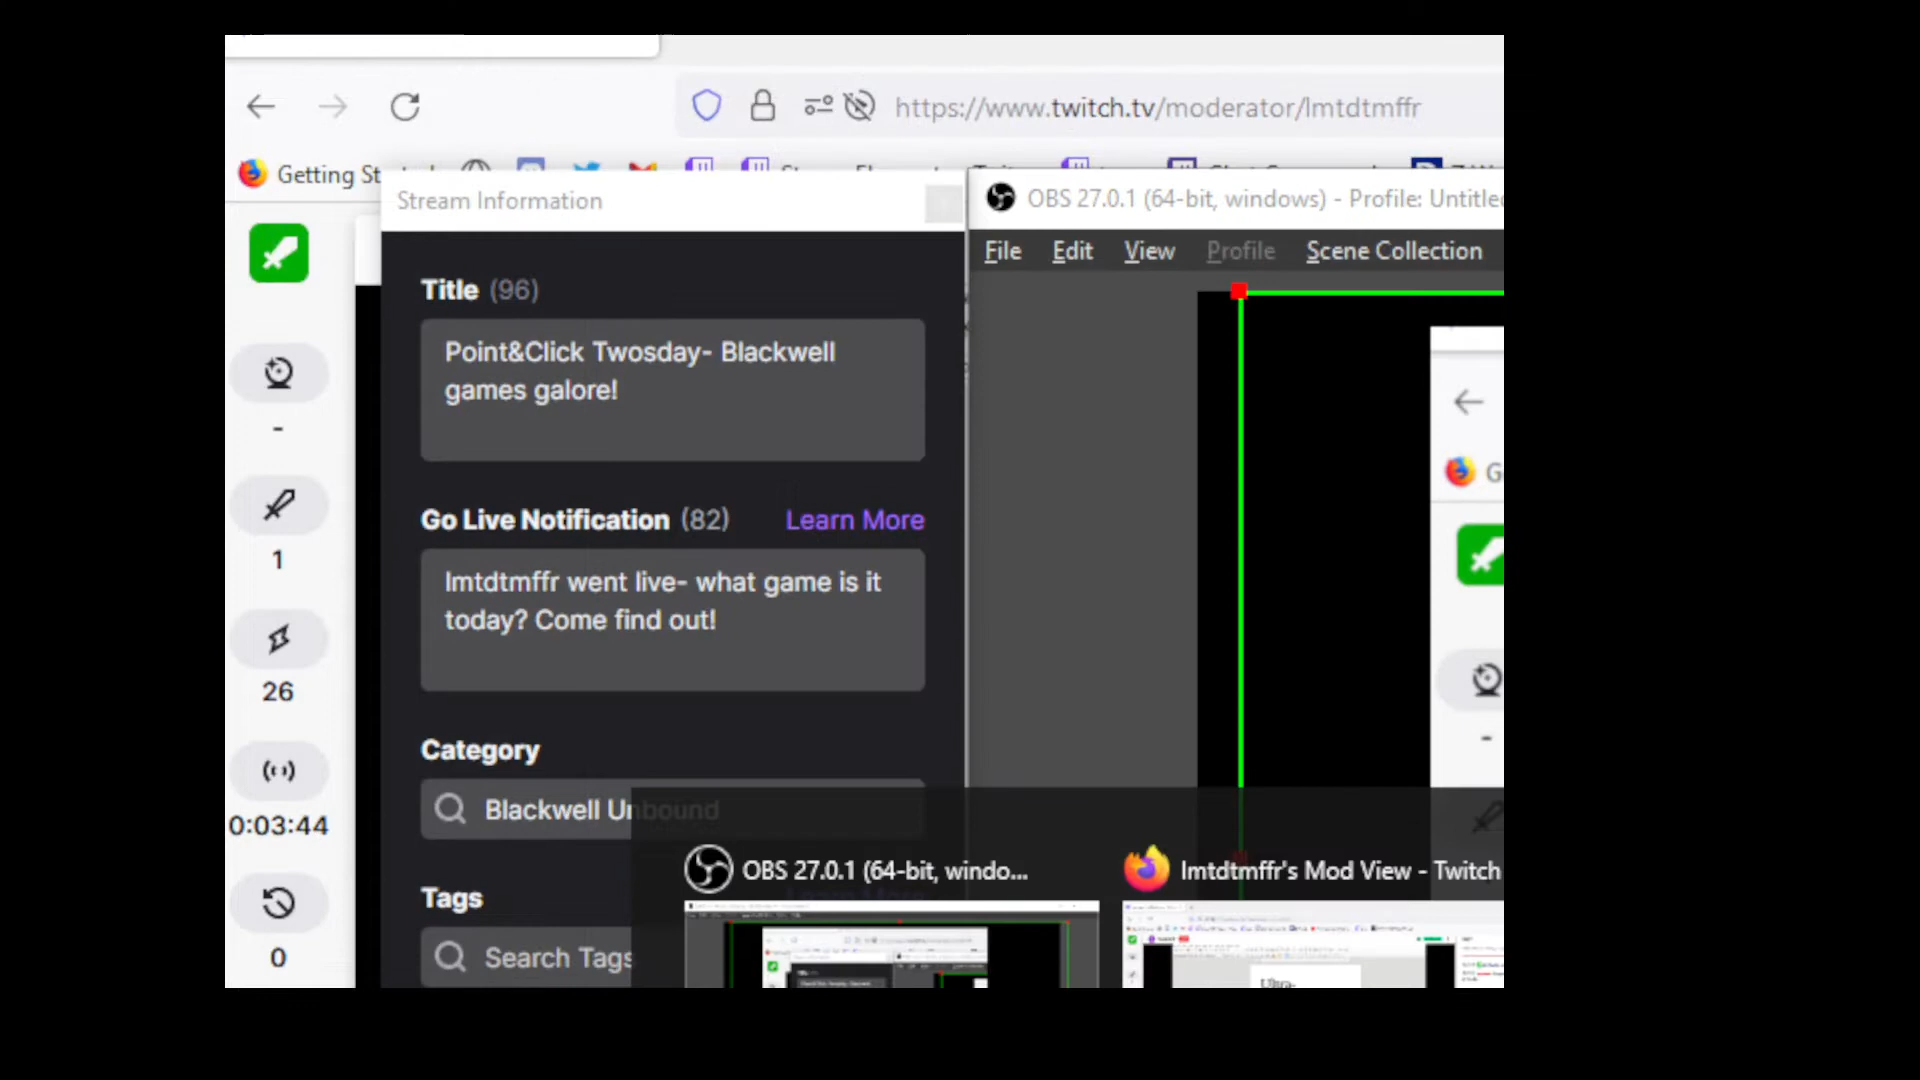 https://www.twitch.tv/moderator/lmtdtmffr
Getting St
Stream Information
OBS 27.0.1 (64-bit, windows) - Profile: Untitled
File Edit View Profile Scene Collection
Title (96)
Point&Click Twosday- Blackwell
games galore!
Go Live Notification (82) Learn More
lmtdtmffr went live- what game is it
today? Come find out!
-
1
26
0:03:44
0
Category
Blackwell Unbound
Tags
Search Tags
G
-
OBS 27.0.1 (64-bit, windo...
lmtdtmffr's Mod View - Twitch